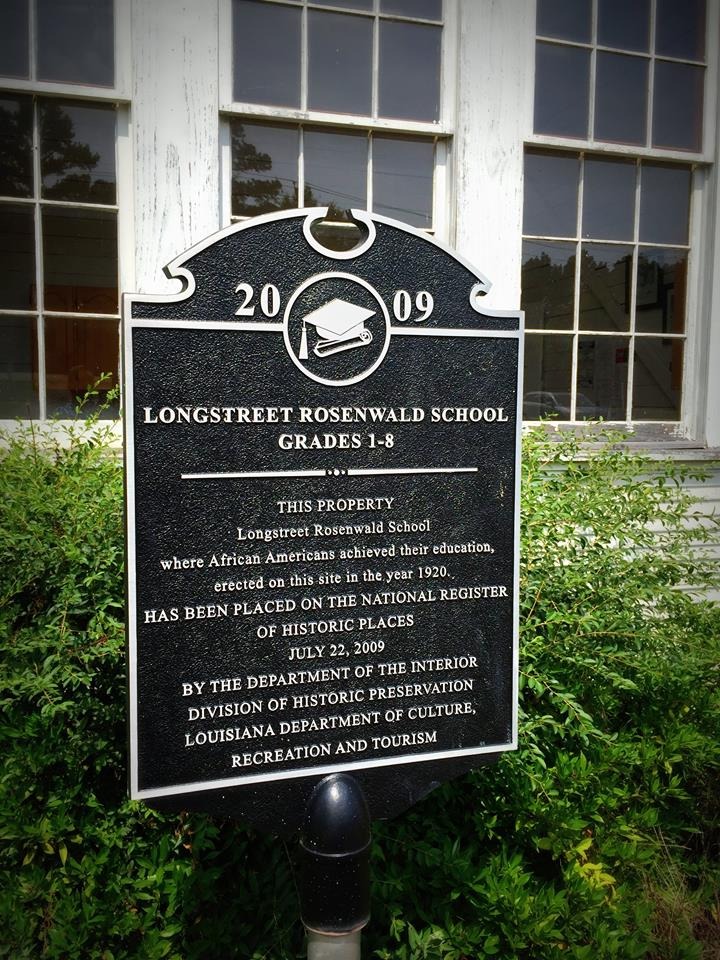 2009
LONGSTREET ROSENWALD SCHOOL
GRADES 1-8
THIS PROPERTY
Longstreet Rosenwald School
where African Americans achieved their education,
erected on this site in the year 1920.
HAS BEEN PLACED ON THE NATIONAL REGISTER
OF HISTORIC PLACES
JULY 22, 2009
BY THE DEPARTMENT OF THE INTERIOR
DIVISION OF HISTORIC PRESERVATION
LOUISIANA DEPARTMENT OF CULTURE,
RECREATION AND TOURISM